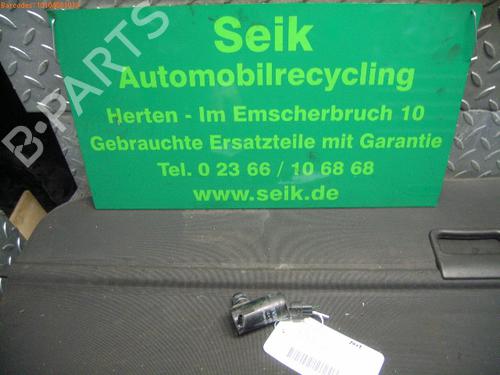 B-PARTS
Seik
Automobilrecycling
Herten - Im Emscherbruch 10
Gebrauchte Ersatzteile mit Garantie
Tel. 0 23 66 / 10 68 68
www.seik.de